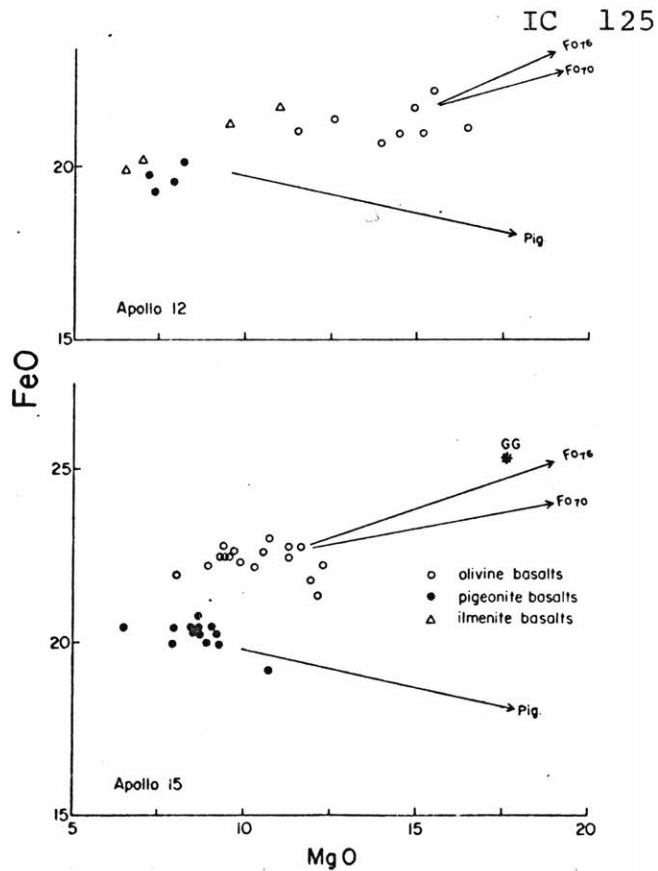 IC 125
Fo76
Fo70
20
Pig.
Apollo 12
15
FeO
GG
25
Fo76
Fo70
olivine basalts
pigeonite basalts
ilmenite basalts
20
Pig.
Apollo 15
15
5 10 15 20
MgO